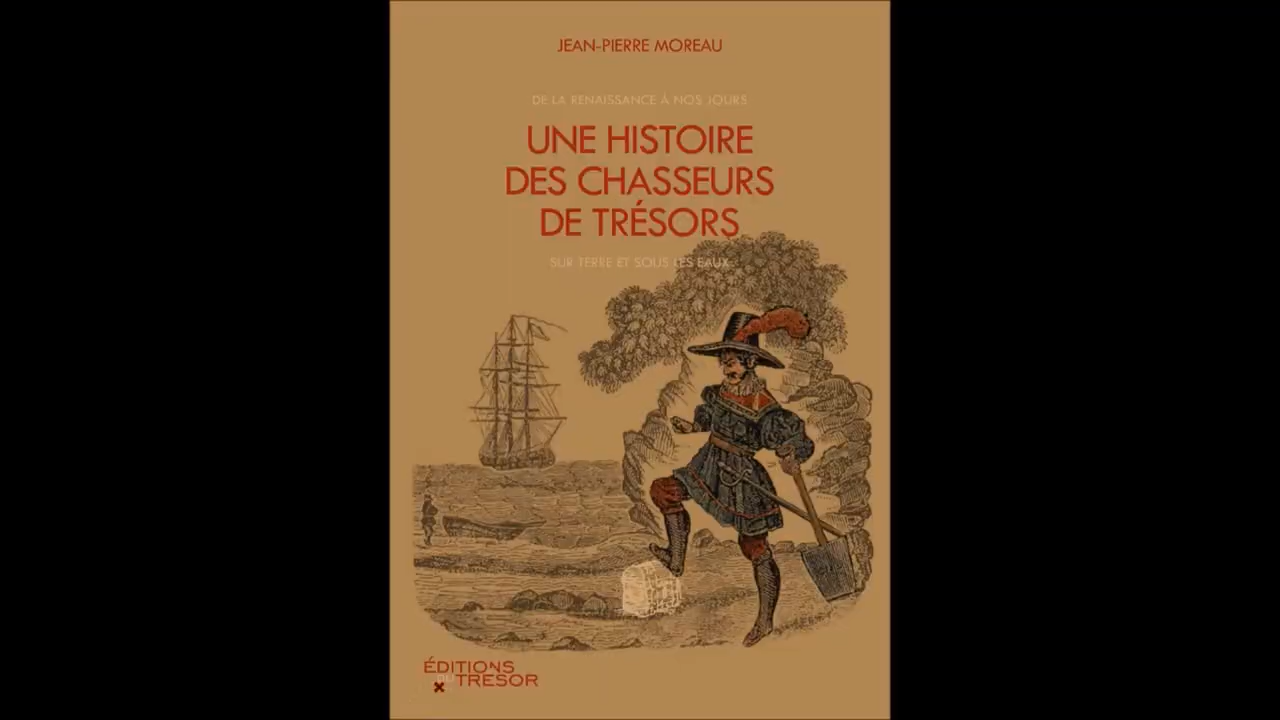 JEAN-PIERRE MOREAU
DE LA RENAISSANCE À NOS JOURS
UNE HISTOIRE
DES CHASSEURS
DE TRÉSORS
SUR TERRE ET SOUS LES EAUX
ÉDITIONS
DU TRESOR